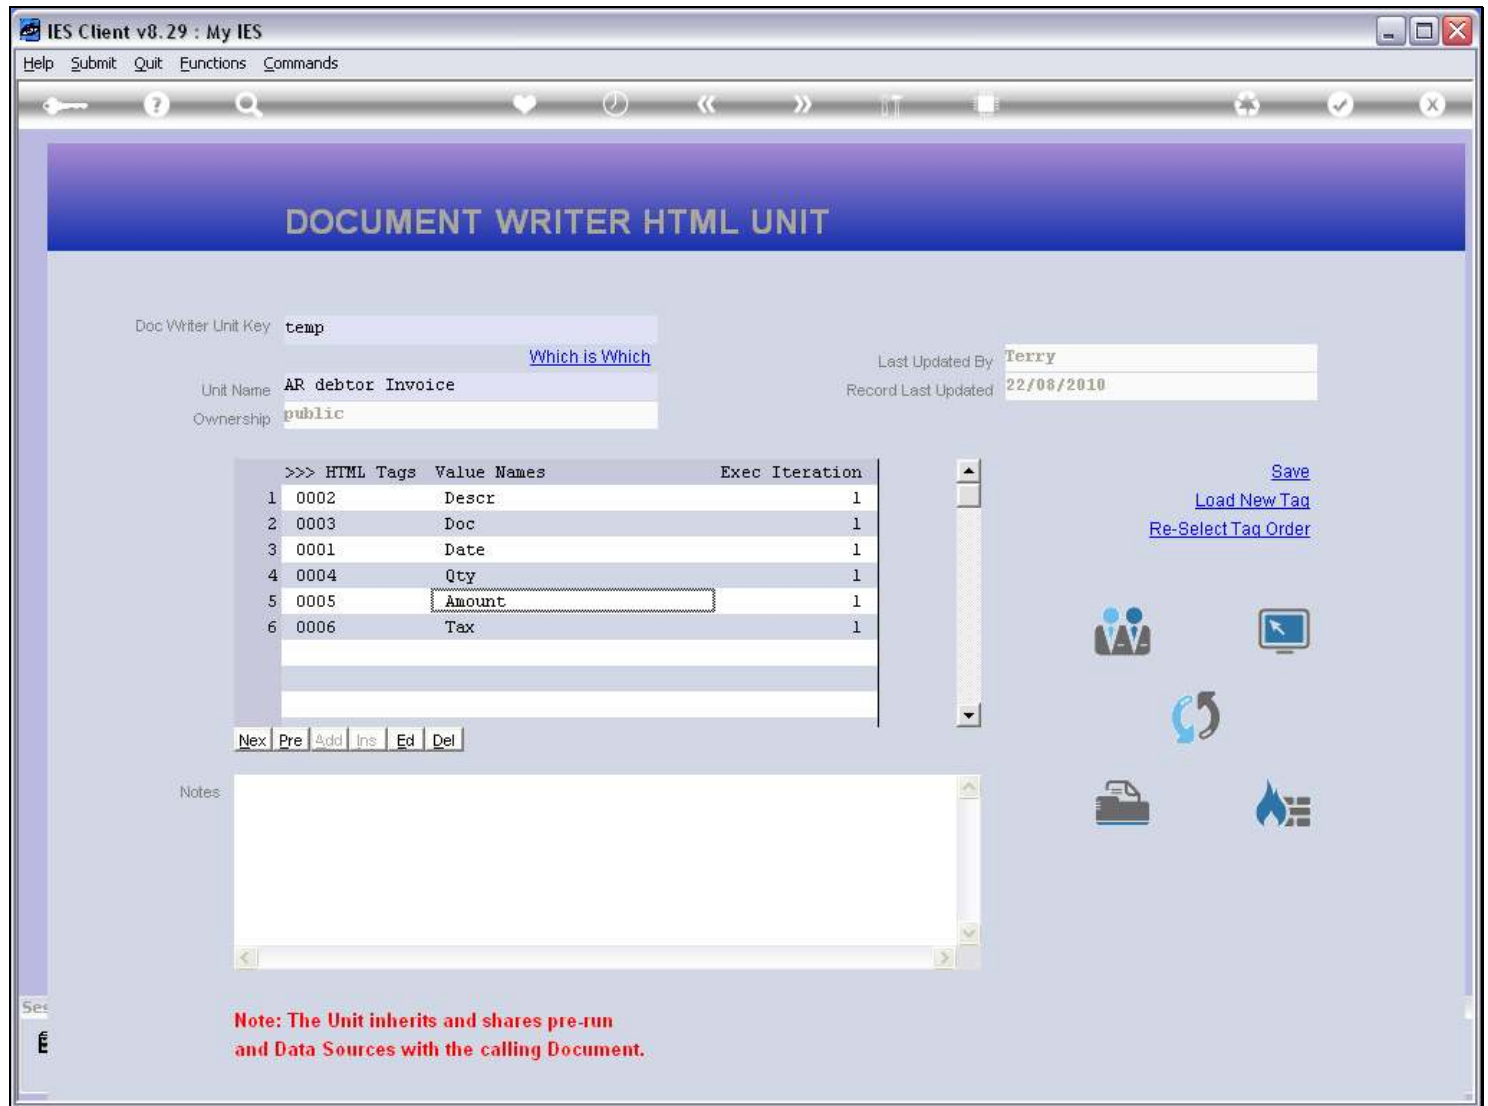 IES Client v8.29 : My IES
Help Submit Quit Functions Commands
DOCUMENT WRITER HTML UNIT
Doc Writer Unit Key temp
Which is Which
Last Updated By Terry
Unit Name AR debtor Invoice
Record Last Updated 22/08/2010
Ownership public
>>> HTML Tags Value Names Exec Iteration
1 0002 Descr 1
2 0003 Doc 1
3 0001 Date 1
4 0004 Qty 1
5 0005 Amount 1
6 0006 Tax 1
Save
Load New Tag
Re-Select Tag Order
Nex Pre Add Ins Ed Del
Notes
Note: The Unit inherits and shares pre-run
and Data Sources with the calling Document.